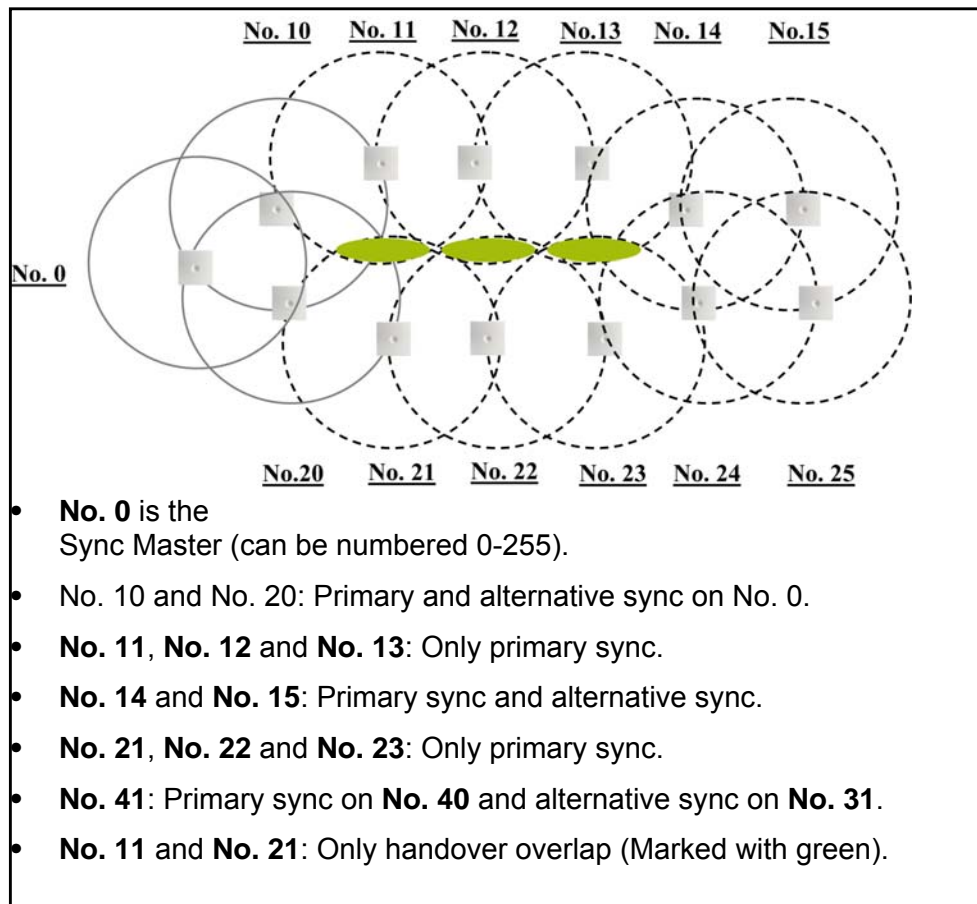 No. 10 No. 11 No. 12 No.13 No. 14 No.15
No. 0
No.20 No. 21 No. 22 No. 23 No. 24 No. 25
• No. 0 is the
Sync Master (can be numbered 0-255).
• No. 10 and No. 20: Primary and alternative sync on No. 0.
• No. 11, No. 12 and No. 13: Only primary sync.
• No. 14 and No. 15: Primary sync and alternative sync.
• No. 21, No. 22 and No. 23: Only primary sync.
• No. 41: Primary sync on No. 40 and alternative sync on No. 31.
• No. 11 and No. 21: Only handover overlap (Marked with green).